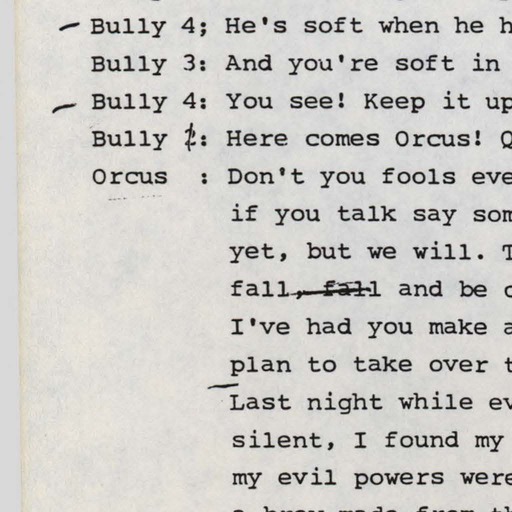 Bully 4; He's soft when he h
Bully 3: And you're soft in
Bully 4: You see! Keep it up
Bully 2: Here comes Orcus! Q
Orcus : Don't you fools eve
if you talk say som
yet, but we will. T
fall, fall and be c
I've had you make a
plan to take over t
Last night while ev
silent, I found my
my evil powers were